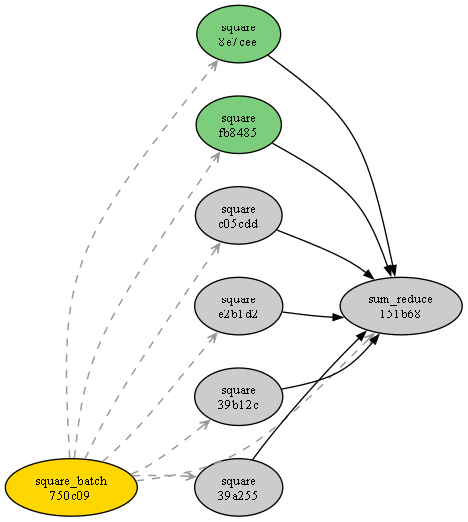 square
8e7cee
square
fb8485
square
c05cdd
square
e2b1d2
sum_reduce
151b68
square
39b12c
square_batch
750c09
square
39a255